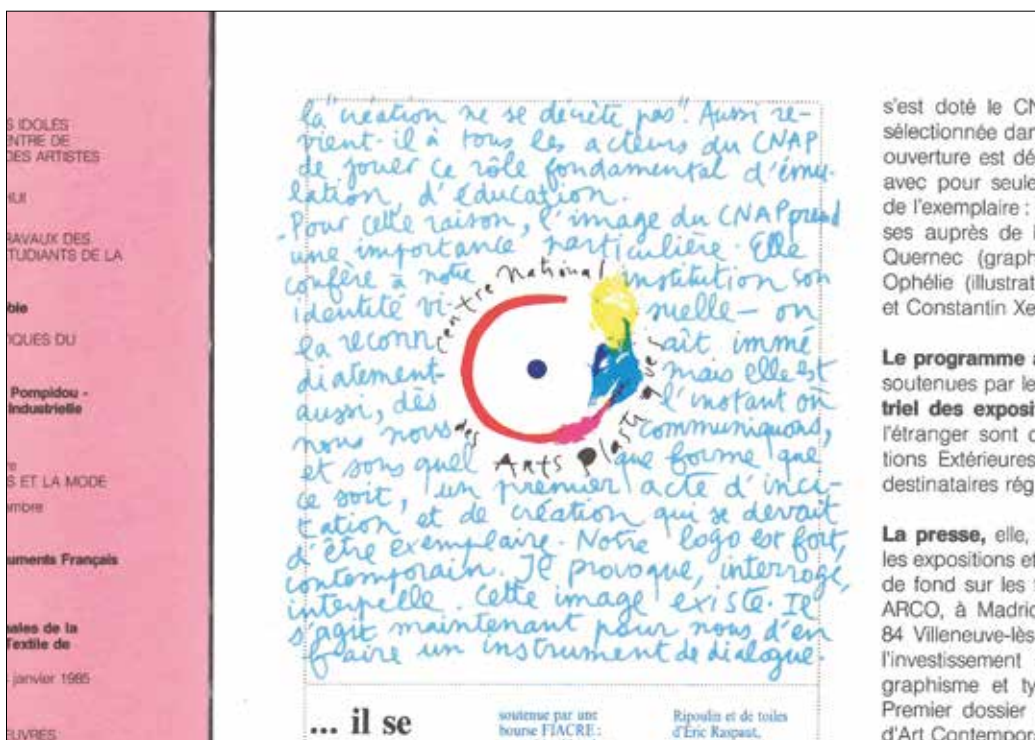 S IDOLES
NTRE DE
DES ARTISTES
HUI
RAVAUX DES
TUDIANTS DE LA
bie
IQUES DU
Pompidou -
Industrielle
re
S ET LA MODE
embre
uments Français
nales de la
Textile de
janvier 1985
EUVRES
la création ne se décrète pas". Aussi re-
vient-il à tous les acteurs du CNAP
de jouer ce rôle fondamental d'ému-
lation, d'éducation.
Pour cette raison, l'image du CNAP prend
une importance particulière Elle
confère à notre institution son
identité vi- suelle - on
la reconn aît immé
diatement- mais elle est
aussi, dès l'instant où
nous nous communiquons,
et sous quel que forme que
ce soit, un premier acte d'inci-
tation et de création qui se devait
d'être exemplaire. Notre logo est fort,
contemporain. Il provoque, interroge,
interpelle. Cette image existe. Il
s'agit maintenant pour nous d'en
faire un instrument de dialogue.
centre national
des Arts Plastiques
... il se
soutenue par une
bourse FIACRE :
Ripoulin et de toiles
d'Éric Raspaut,
s'est doté le CN
sélectionnée dan
ouverture est dé
avec pour seule
de l'exemplaire :
ses auprès de l
Quernec (graph
Ophélie (illustrat
et Constantin Xe
Le programme a
soutenues par le
triel des exposit
l'étranger sont d
tions Extérieures
destinataires rég
La presse, elle,
les expositions et
de fond sur les
ARCO, à Madrid
84 Villeneuve-lès
l'investissement
graphisme et ty
Premier dossier
d'Art Contempor